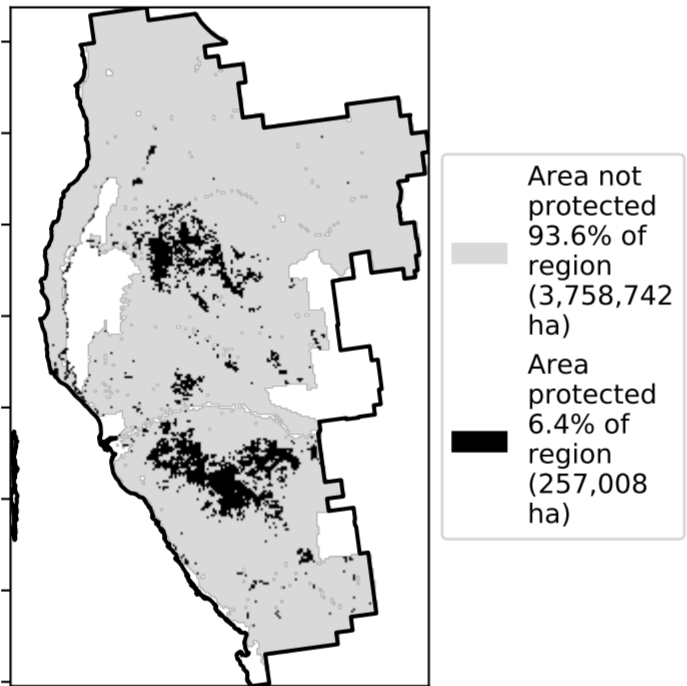 Area not
protected
93.6% of
region
(3,758,742
ha)
Area
protected
6.4% of
region
(257,008
ha)